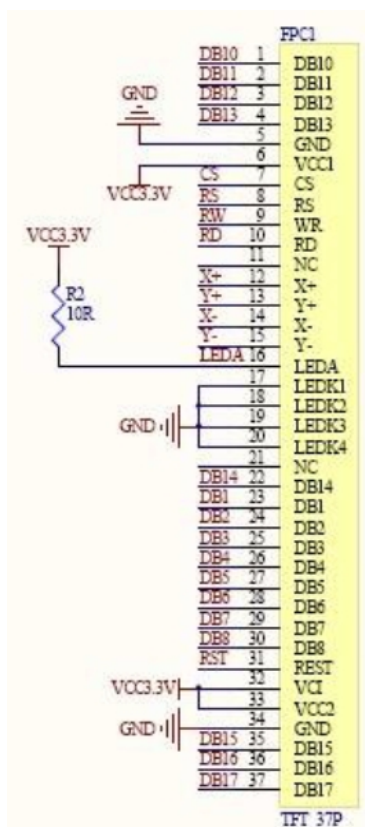 FPC1
DB10 1 DB10
DB11 2 DB11
DB12 3 DB12
DB13 4 DB13
GND
5 GND
6 VCC1
VCC3.3V
CS 7 CS
RS 8 RS
RW 9 WR
RD 10 RD
VCC3.3V
11 NC
X+ 12 X+
Y+ 13 Y+
X- 14 X-
Y- 15 Y-
R2
10R
LEDA 16 LEDA
17 LEDK1
18 LEDK2
19 LEDK3
GND
20 LEDK4
21 NC
DB14 22 DB14
DB1 23 DB1
DB2 24 DB2
DB3 25 DB3
DB4 26 DB4
DB5 27 DB5
DB6 28 DB6
DB7 29 DB7
DB8 30 DB8
RST 31 REST
VCC3.3V
32 VCI
33 VCC2
GND
34 GND
DB15 35 DB15
DB16 36 DB16
DB17 37 DB17
TFT 37P